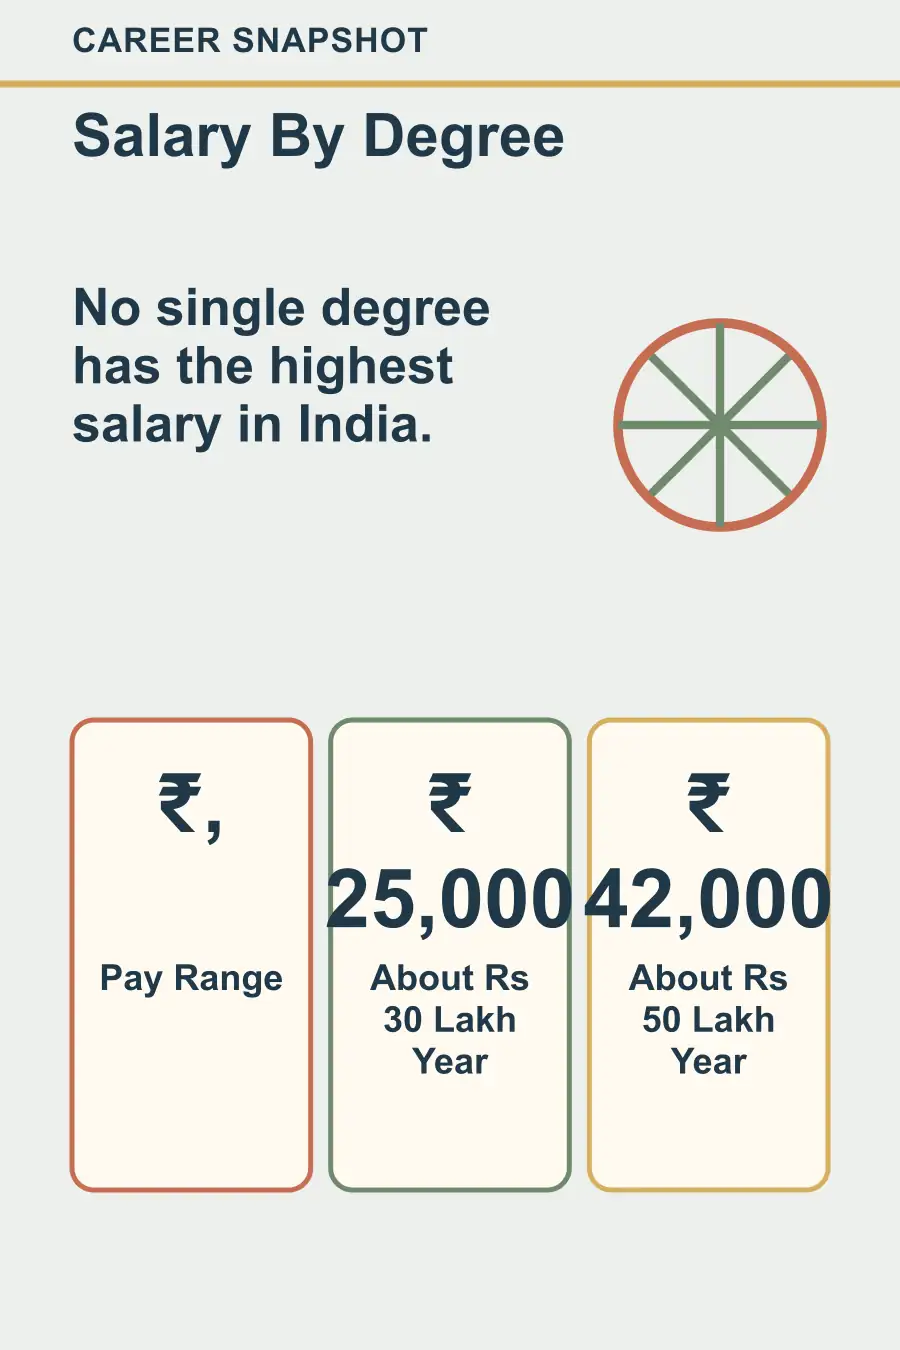 CAREER SNAPSHOT
Salary By Degree
No single degree
has the highest
salary in India.
₹,
Pay Range
₹
25,000
About Rs
30 Lakh
Year
₹
42,000
About Rs
50 Lakh
Year